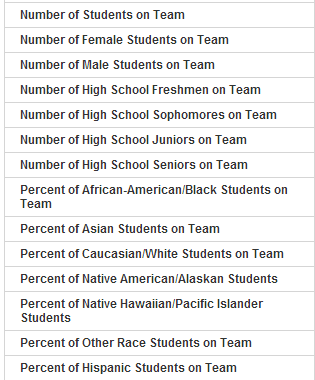 Number of Students on Team
Number of Female Students on Team
Number of Male Students on Team
Number of High School Freshmen on Team
Number of High School Sophomores on Team
Number of High School Juniors on Team
Number of High School Seniors on Team
Percent of African-American/Black Students on
Team
Percent of Asian Students on Team
Percent of Caucasian/White Students on Team
Percent of Native American/Alaskan Students
Percent of Native Hawaiian/Pacific Islander
Students
Percent of Other Race Students on Team
Percent of Hispanic Students on Team